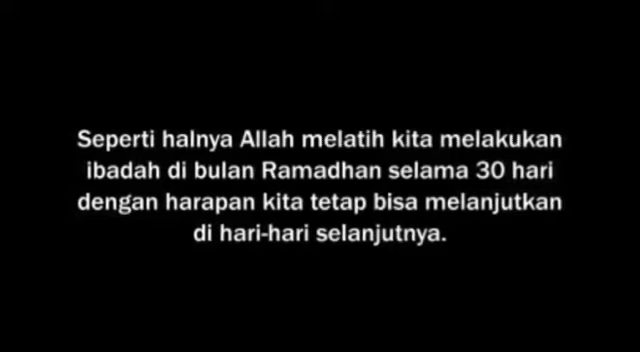 Seperti halnya Allah melatih kita melakukan
ibadah di bulan Ramadhan selama 30 hari
dengan harapan kita tetap bisa melanjutkan
di hari-hari selanjutnya.